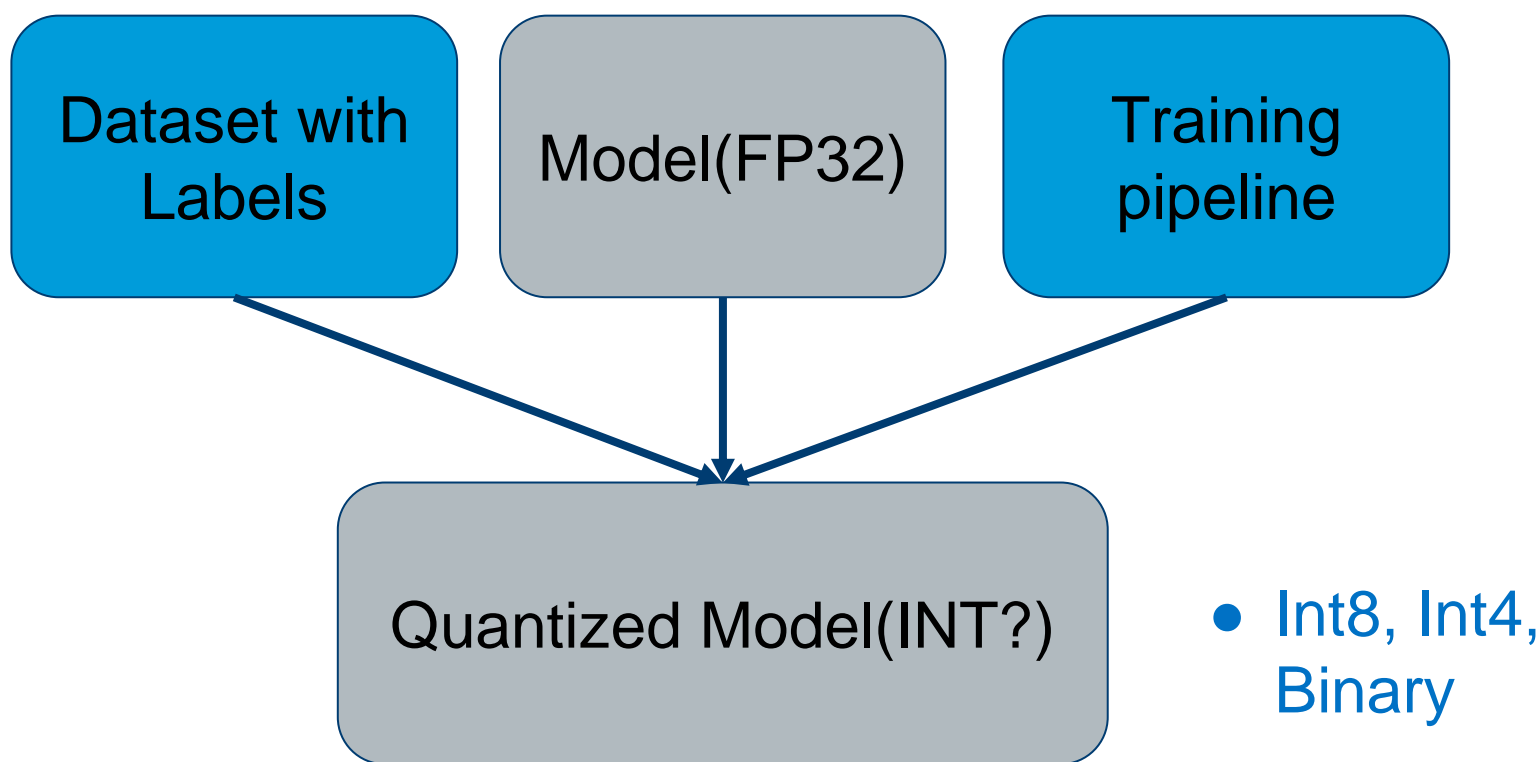 Dataset with
Labels
Model(FP32)
Training
pipeline
Quantized Model(INT?)
● Int8, Int4,
Binary